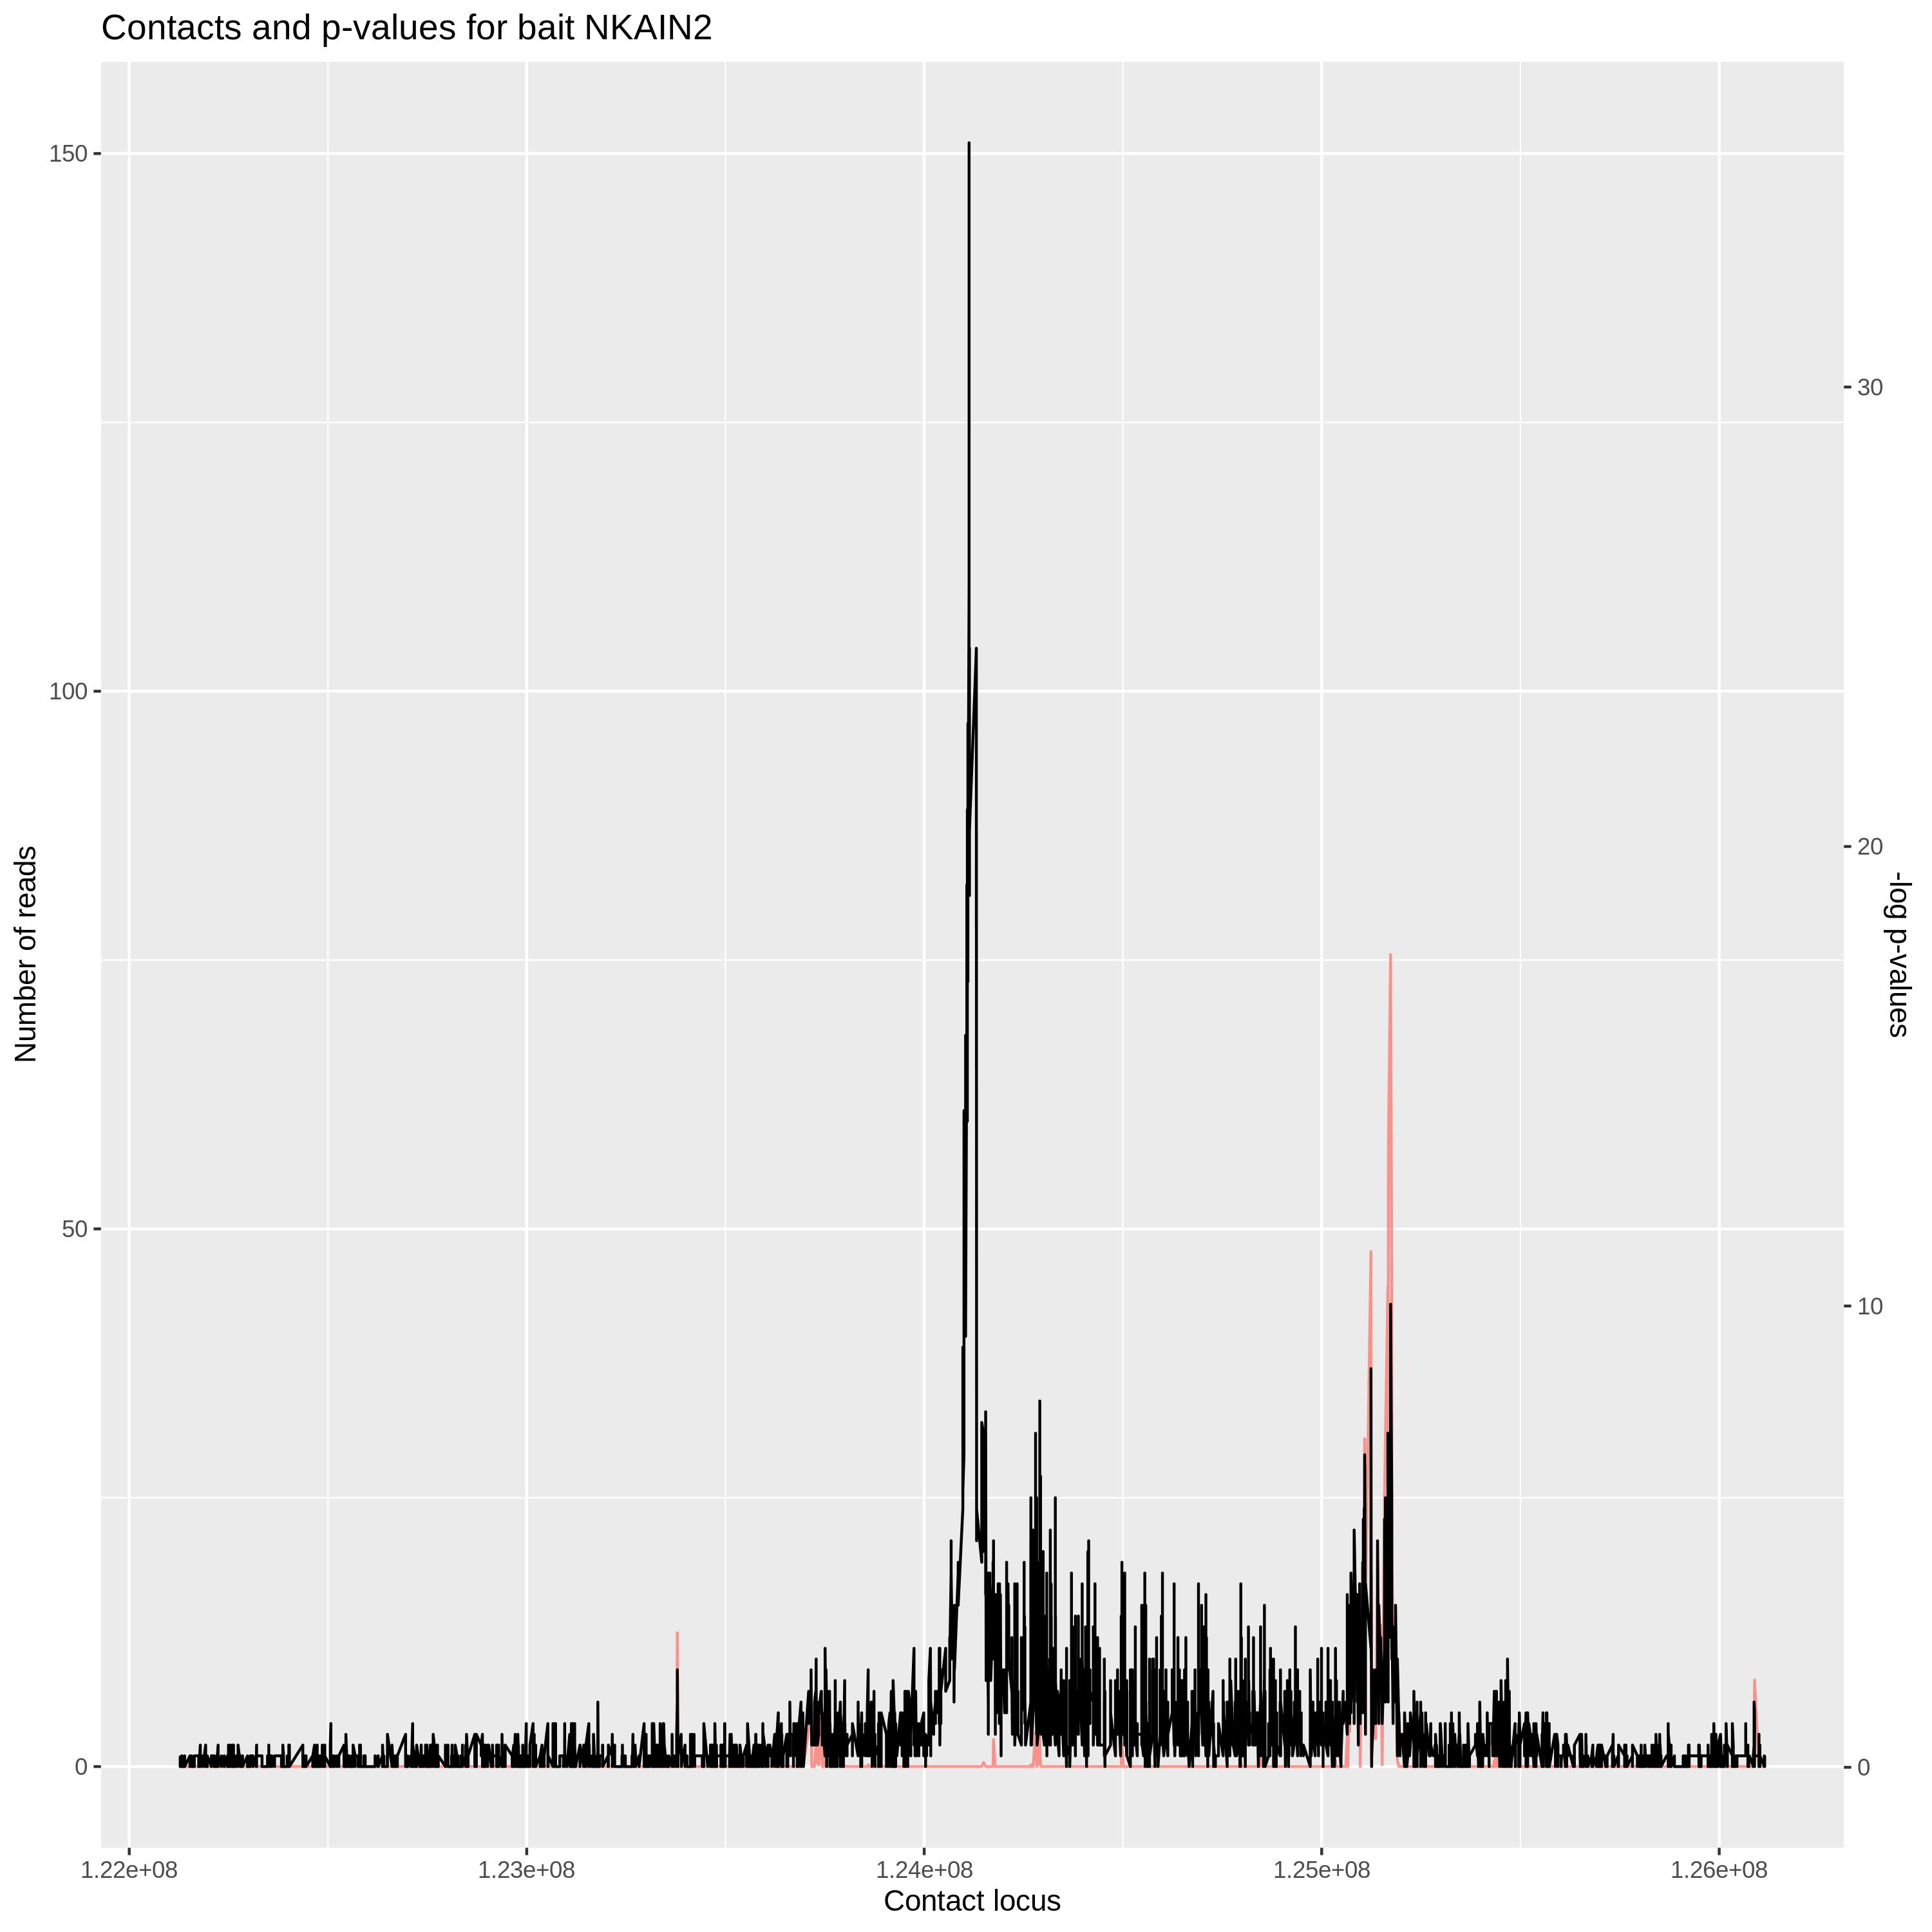 Contacts and p-values for bait NKAIN2
150
100
50
0
Number of reads
30
20
10
0
-log p-values
1.22e+08 1.23e+08 1.24e+08 1.25e+08 1.26e+08
Contact locus